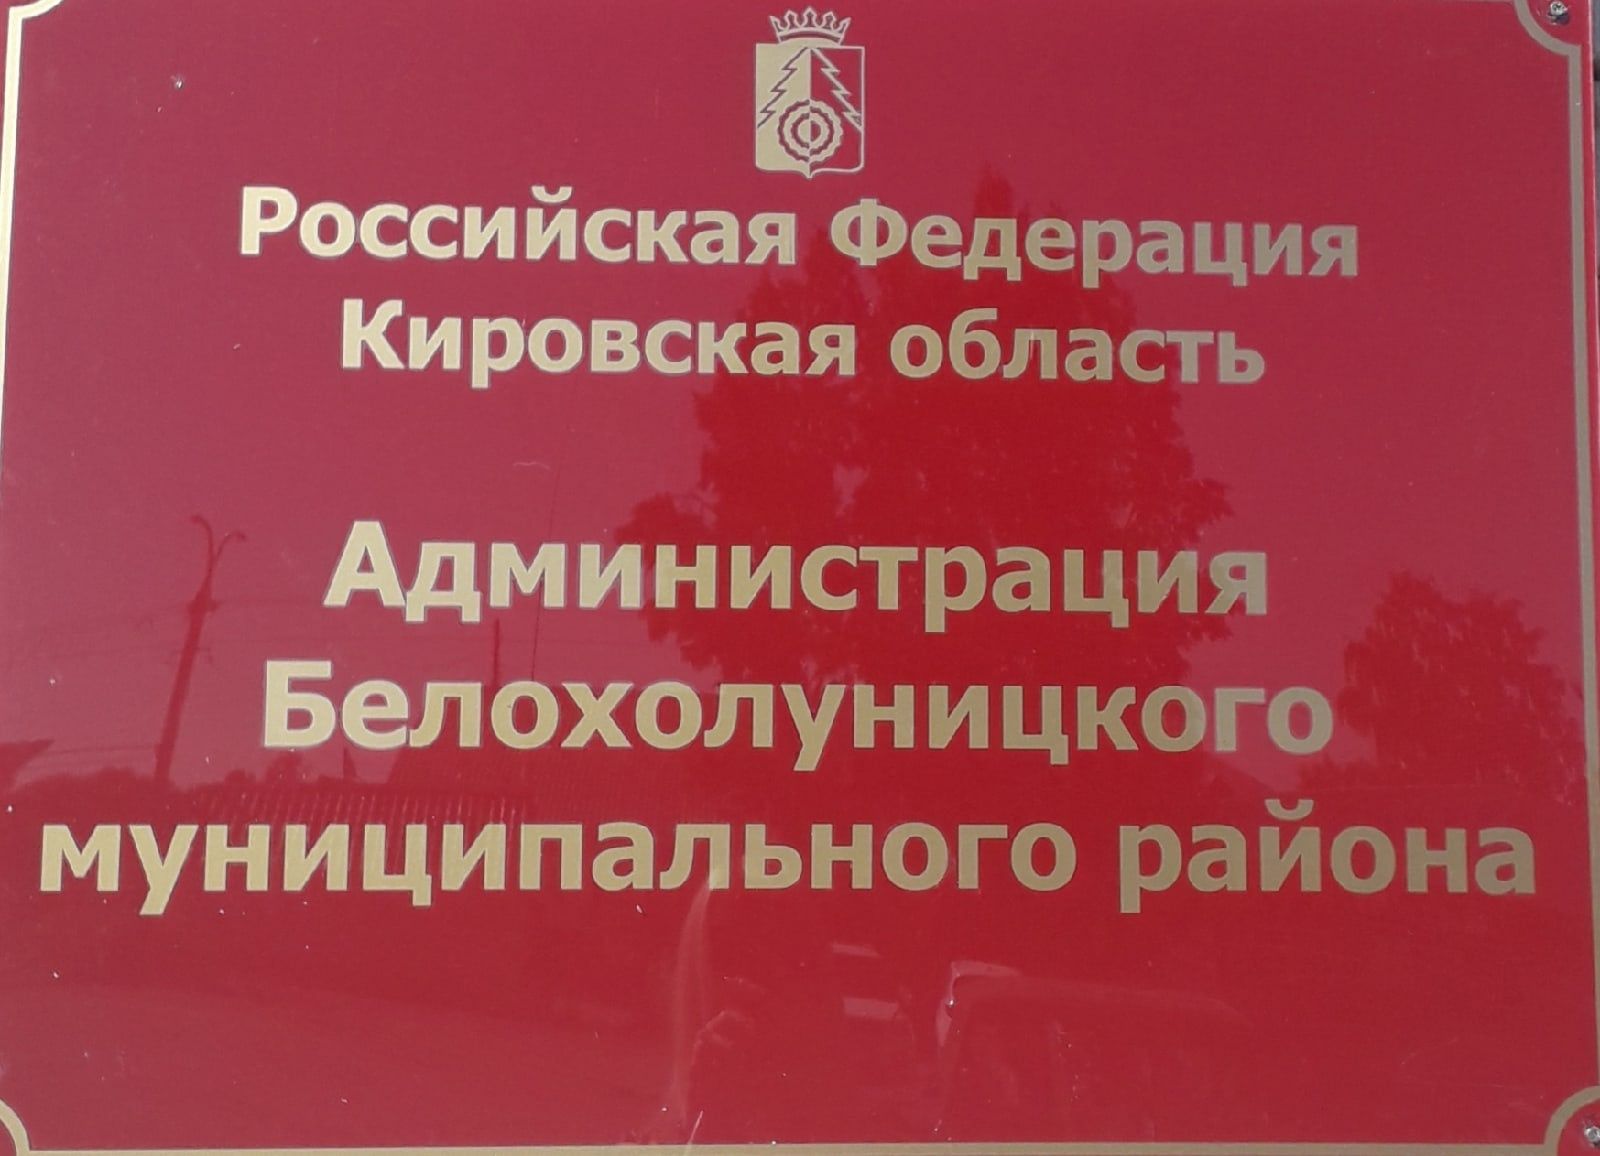 Российская Федерация
Кировская область
Администрация
Белохолуницкого
муниципального района